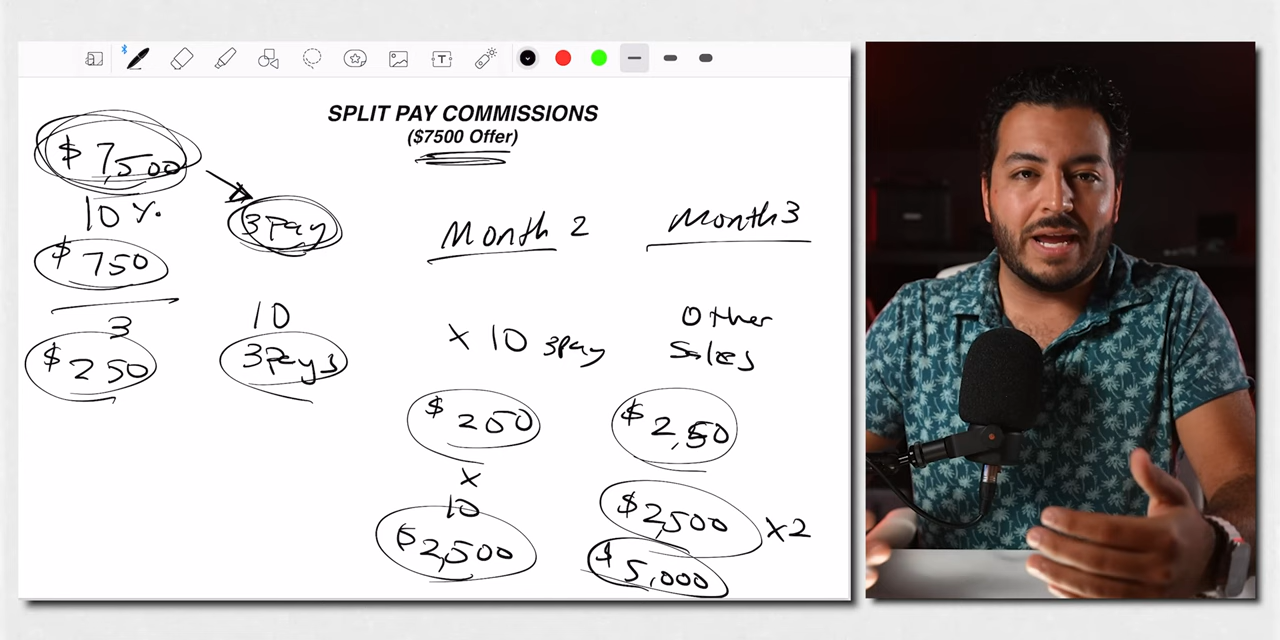 SPLIT PAY COMMISSIONS
($7500 Offer)
$7,500
10%
$750
3
$250
3pay
10
3Pays
Month 2
x 10 3pay
$250
x
10
$2,500
Month 3
Other
Sales
$2,50
$2,500 x2
$5,000
T